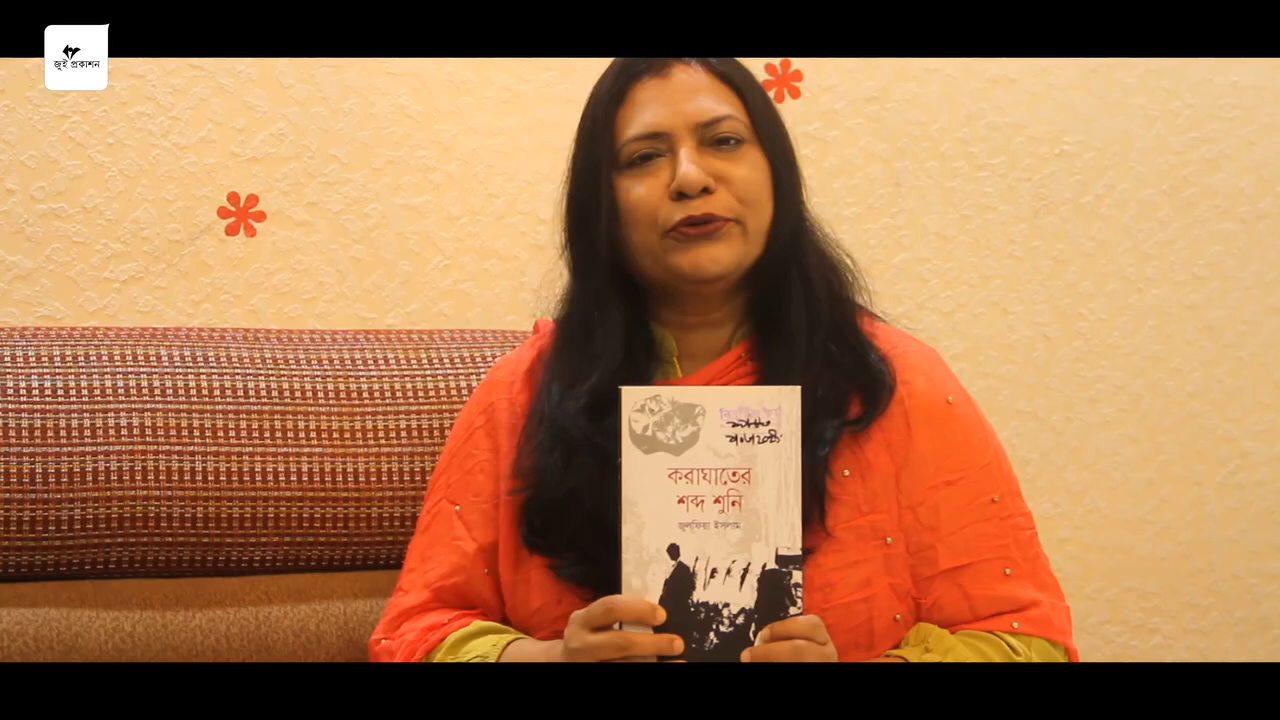 জুঁই প্রকাশন
করাঘাতের
শব্দ শুনি
জুলফিয়া ইসলাম